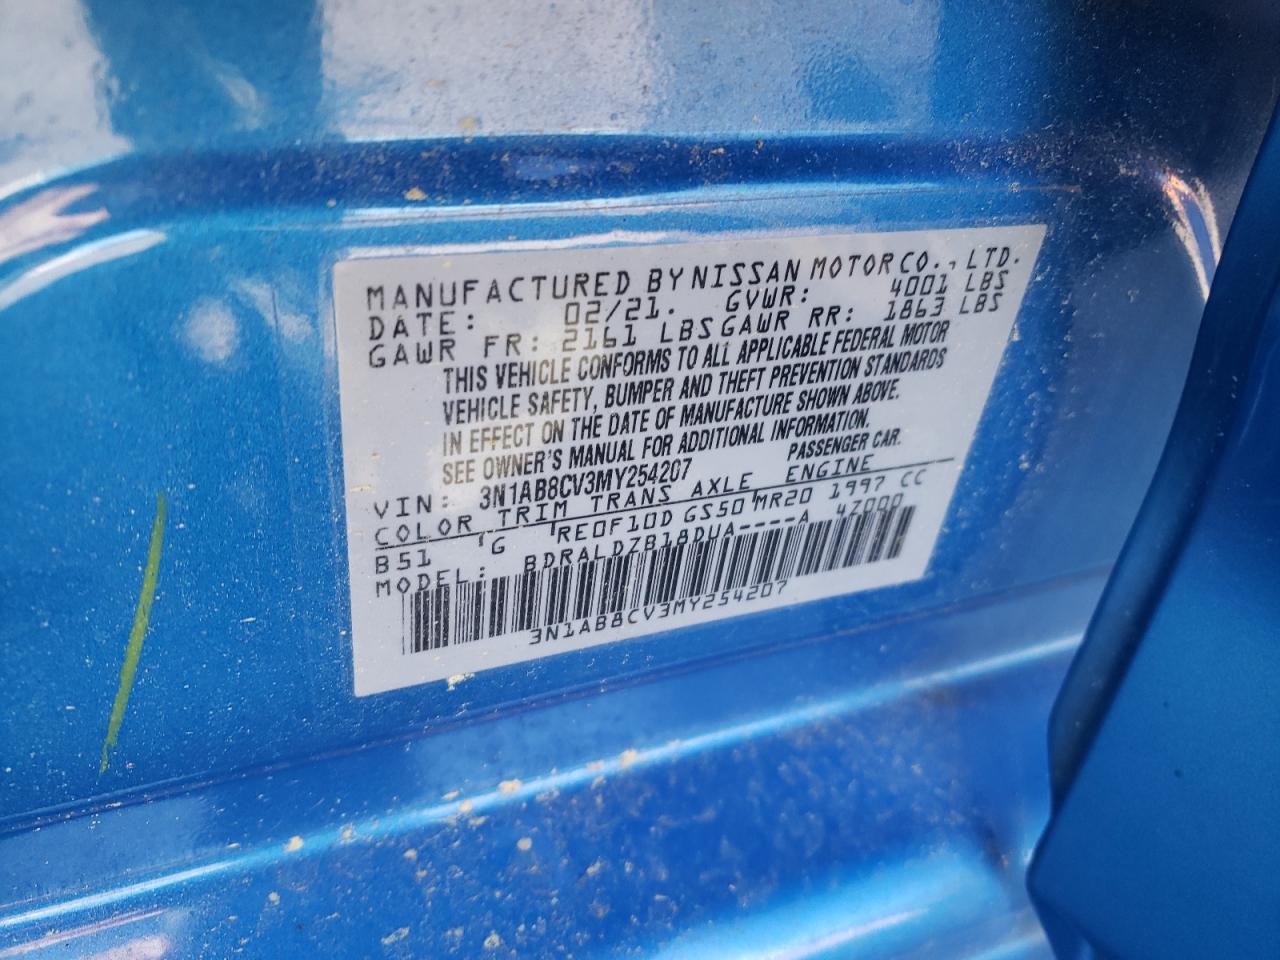 MANUFACTURED BY NISSAN MOTOR CO., LTD.
DATE: 02/21. GVWR: 4001 LBS
GAWR FR: 2161 LBS GAWR RR: 1863 LBS
THIS VEHICLE CONFORMS TO ALL APPLICABLE FEDERAL MOTOR
VEHICLE SAFETY, BUMPER AND THEFT PREVENTION STANDARDS
IN EFFECT ON THE DATE OF MANUFACTURE SHOWN ABOVE.
SEE OWNER'S MANUAL FOR ADDITIONAL INFORMATION.
VIN: 3N1AB8CV3MY254207 PASSENGER CAR.
COLOR TRIM TRANS AXLE ENGINE
B51 G RE0F10D GS50 MR20 1997 CC
MODEL: BDRALDZB18DUA----A 4Z000
3N1AB8CV3MY254207